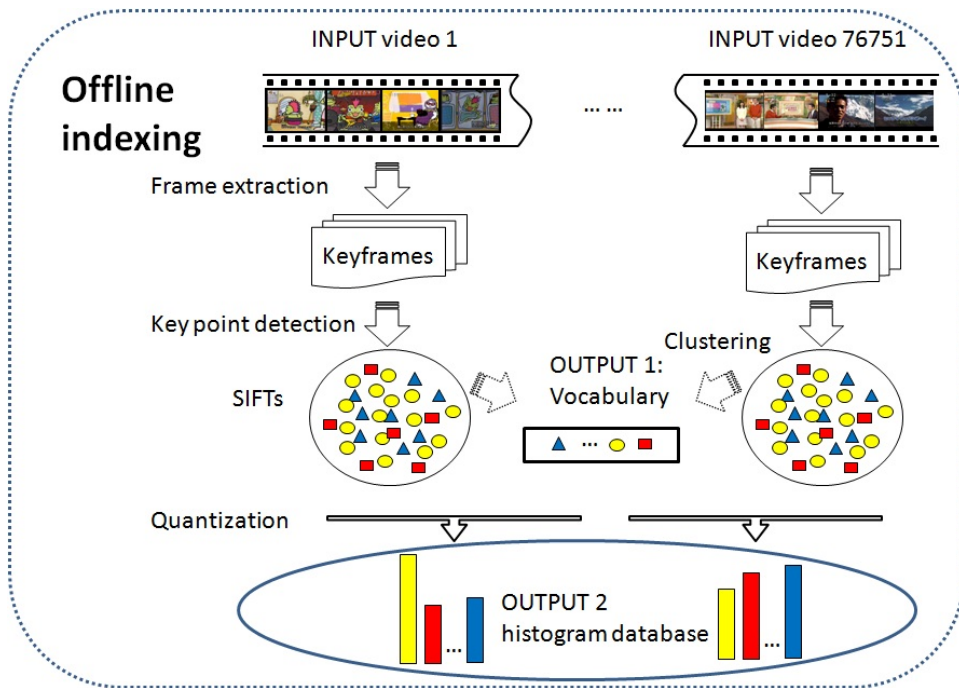 INPUT video 1
INPUT video 76751
Offline
indexing
... ...
Frame extraction
Keyframes
Keyframes
Key point detection
Clustering
OUTPUT 1:
Vocabulary
SIFTs
...
Quantization
OUTPUT 2
histogram database
...
...